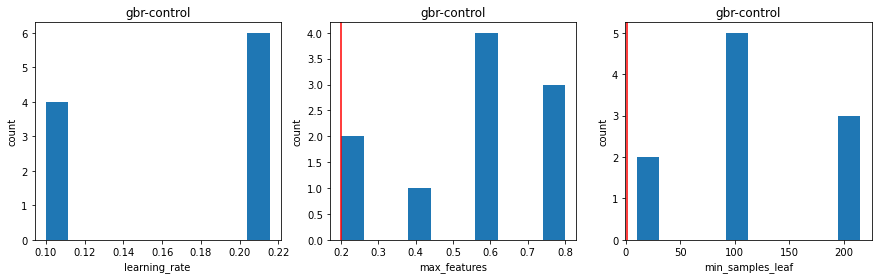 gbr-control
count
6
5
4
3
2
1
0
0.10 0.12 0.14 0.16 0.18 0.20 0.22
learning_rate
gbr-control
count
4.0
3.5
3.0
2.5
2.0
1.5
1.0
0.5
0.0
0.2 0.3 0.4 0.5 0.6 0.7 0.8
max_features
gbr-control
count
5
4
3
2
1
0
0 50 100 150 200
min_samples_leaf